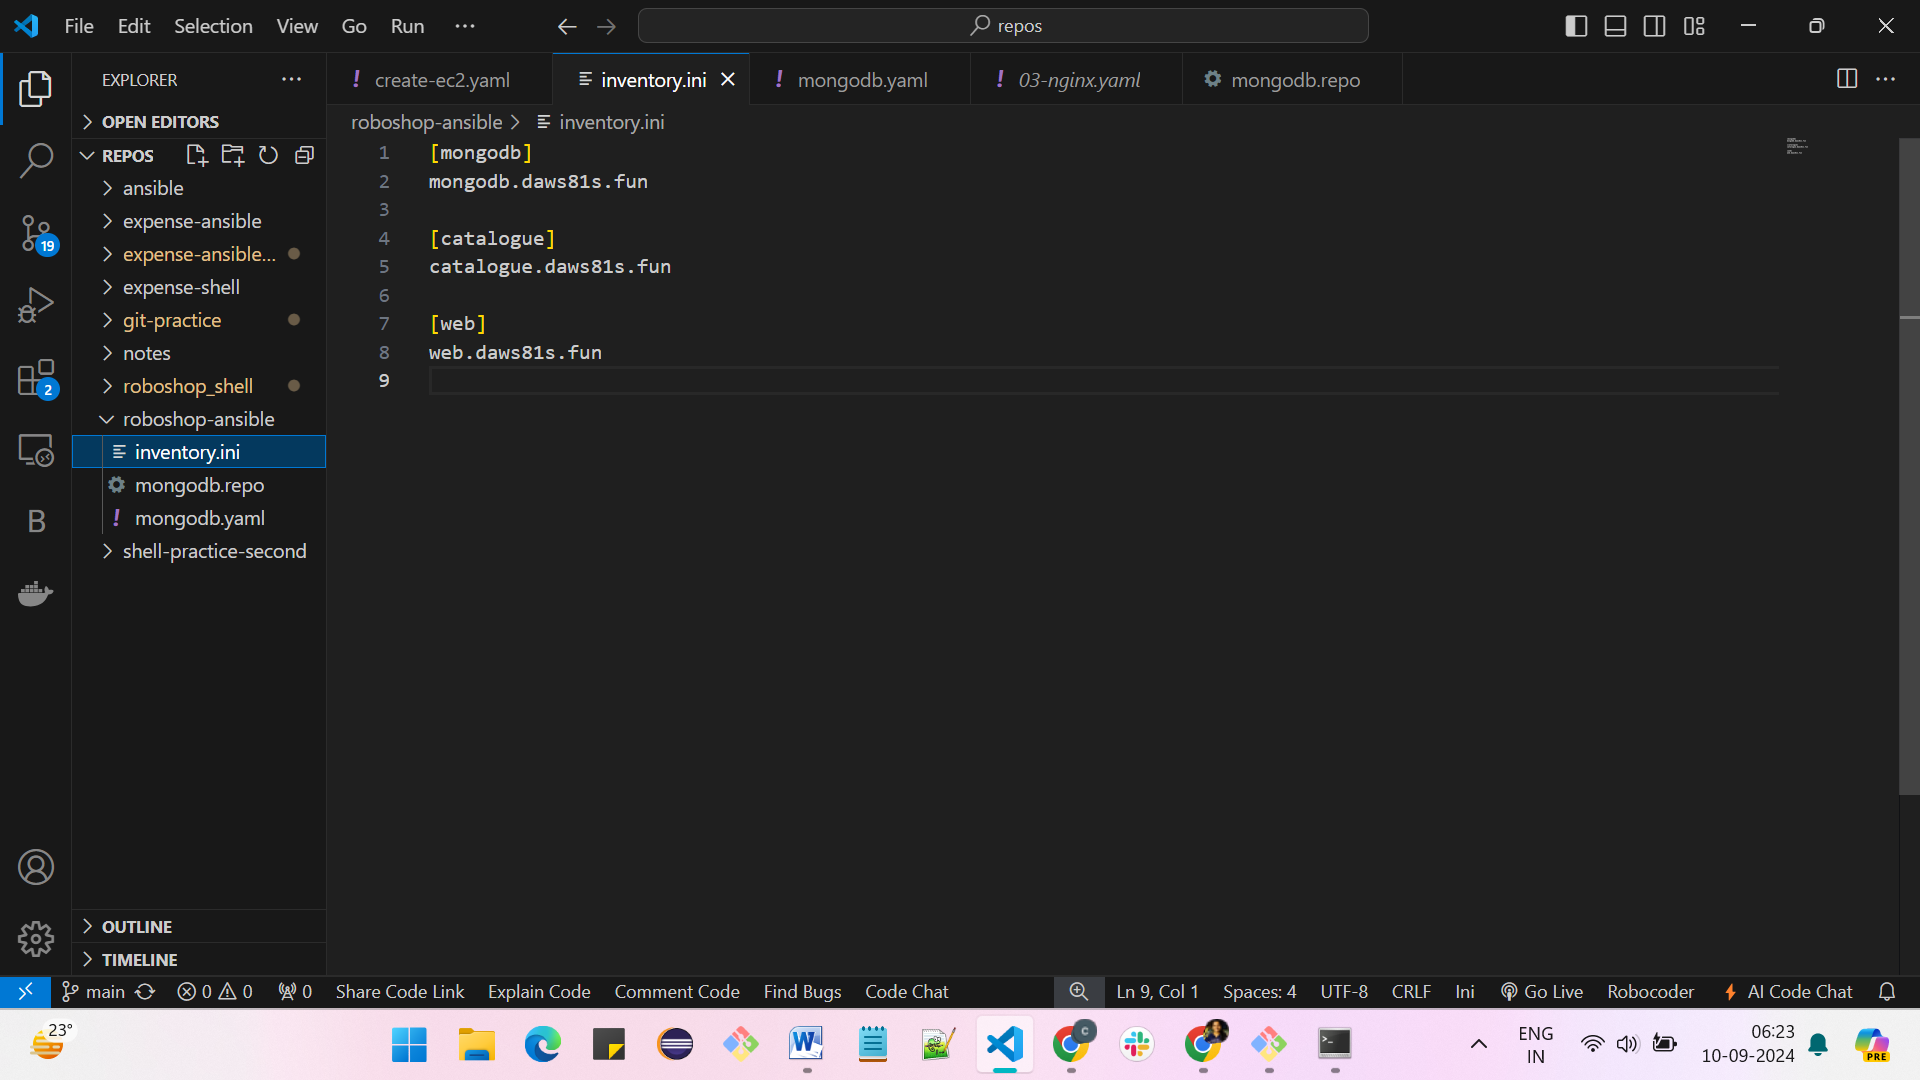 File Edit Selection View Go Run ··· repos
EXPLORER ···
OPEN EDITORS
REPOS
ansible
expense-ansible
expense-ansible...
expense-shell
git-practice
notes
roboshop_shell
roboshop-ansible
inventory.ini
mongodb.repo
mongodb.yaml
shell-practice-second
OUTLINE
TIMELINE
19
2
B
! create-ec2.yaml inventory.ini ! mongodb.yaml ! 03-nginx.yaml mongodb.repo ···
roboshop-ansible > inventory.ini
1 [mongodb]
2 mongodb.daws81s.fun
3
4 [catalogue]
5 catalogue.daws81s.fun
6
7 [web]
8 web.daws81s.fun
9
main 0 0 0 Share Code Link Explain Code Comment Code Find Bugs Code Chat Ln 9, Col 1 Spaces: 4 UTF-8 CRLF Ini Go Live Robocoder AI Code Chat
23° W C ENG 06:23
IN 10-09-2024 PRE